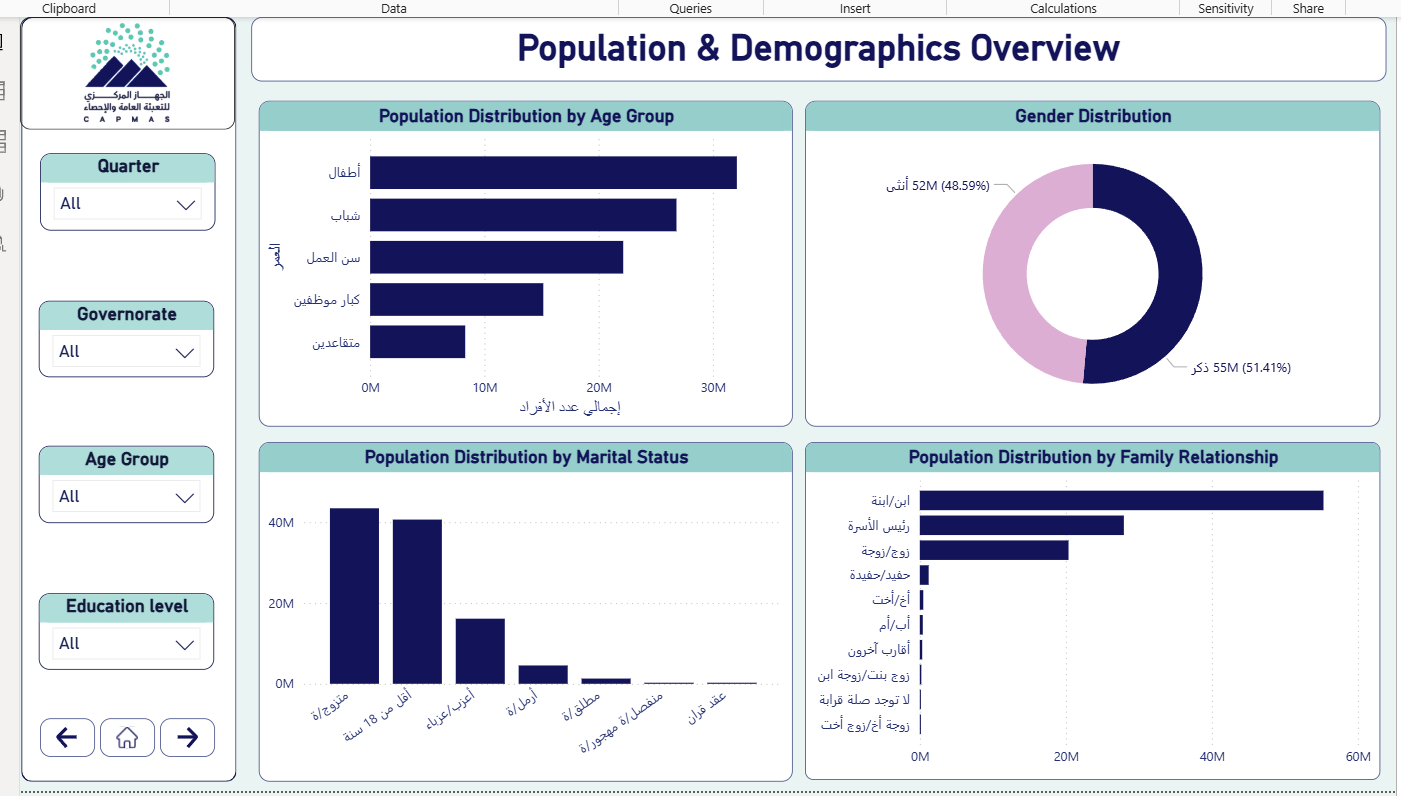 Clipboard
Data
Queries
Insert
Calculations
Sensitivity
Share
الجهاز المركزي
للتعبئة العامة والإحصاء
CAPMAS
Population & Demographics Overview
Quarter
All
Governorate
All
Age Group
All
Education level
All
Population Distribution by Age Group
العمر
أطفال
شباب
سن العمل
كبار موظفين
متقاعدين
0M
10M
20M
30M
إجمالي عدد الأفراد
Gender Distribution
أنثى 52M (48.59%)
ذكر 55M (51.41%)
Population Distribution by Marital Status
40M
20M
0M
متزوج/ة
أقل من 18 سنة
أعزب/عزباء
أرمل/ة
مطلق/ة
منفصل/ة مهجور/ة
عقد قران
Population Distribution by Family Relationship
ابن/ابنة
رئيس الأسرة
زوج/زوجة
حفيد/حفيدة
أخ/أخت
أب/أم
أقارب آخرون
زوج بنت/زوجة ابن
لا توجد صلة قرابة
زوجة أخ/زوج أخت
0M
20M
40M
60M